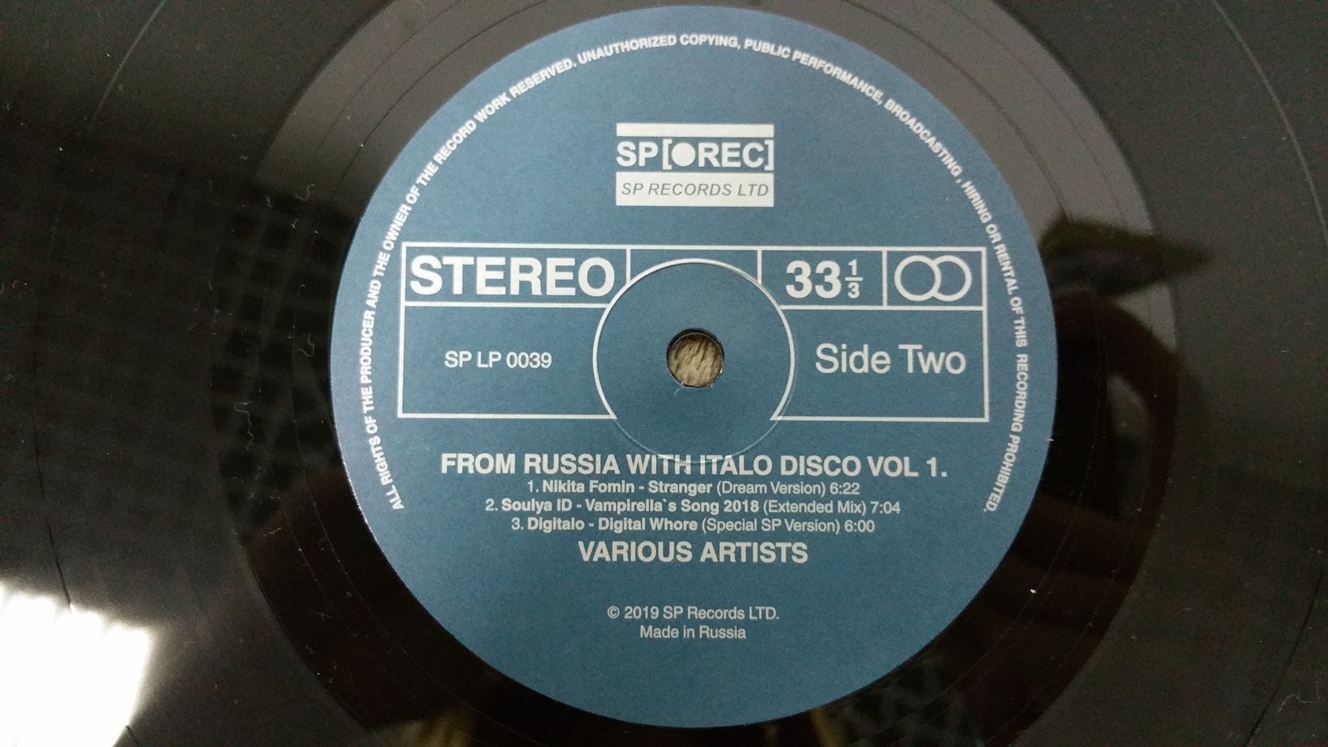 ALL RIGHTS OF THE PRODUCER AND THE OWNER OF THE RECORD WORK RESERVED. UNAUTHORIZED COPYING, PUBLIC PERFORMANCE, BROADCASTING , HIRING OR RENTAL OF THIS RECORDING PROHIBITED.
SP[●REC]
SP RECORDS LTD
STEREO
33 1/3
SP LP 0039
Side Two
FROM RUSSIA WITH ITALO DISCO VOL 1.
1. Nikita Fomin - Stranger (Dream Version) 6:22
2. Soulya ID - Vampirella`s Song 2018 (Extended Mix) 7:04
3. Digitalo - Digital Whore (Special SP Version) 6:00
VARIOUS ARTISTS
© 2019 SP Records LTD.
Made in Russia